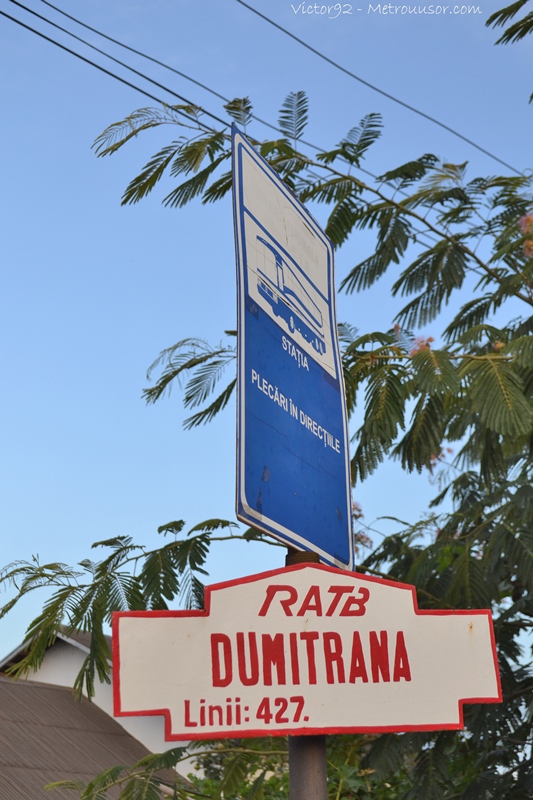 Victor92 - Metrouusor.com
STAȚIA
PLECĂRI ÎN DIRECȚIILE
RATB
DUMITRANA
Linii: 427.